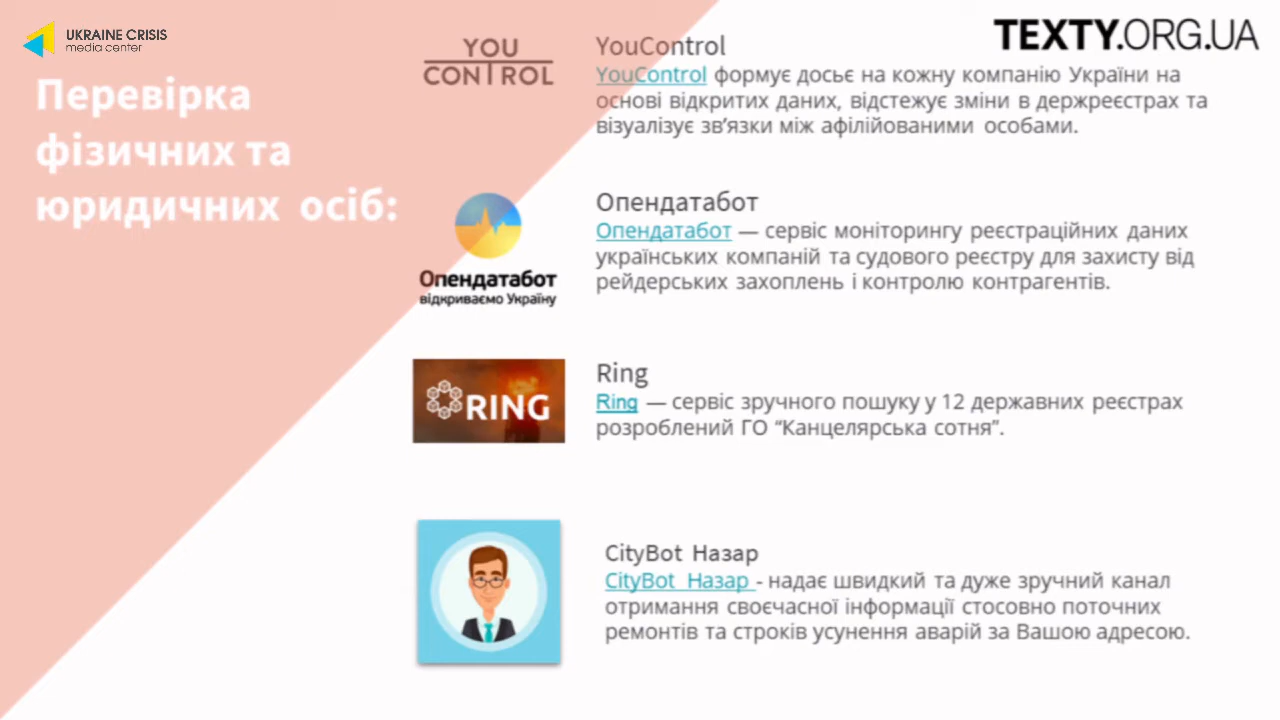 UKRAINE CRISIS
media center
TEXTY.ORG.UA
Перевірка
фізичних та
юридичних осіб:
YOU
CONTROL
YouControl
YouControl формує досьє на кожну компанію України на
основі відкритих даних, відстежує зміни в держреєстрах та
візуалізує зв’язки між афілійованими особами.
Опендатабот
відкриваємо Україну
Опендатабот
Опендатабот — сервіс моніторингу реєстраційних даних
українських компаній та судового реєстру для захисту від
рейдерських захоплень і контролю контрагентів.
RING
Ring
Ring — сервіс зручного пошуку у 12 державних реєстрах
розроблений ГО “Канцелярська сотня”.
CityBot Назар
CityBot Назар - надає швидкий та дуже зручний канал
отримання своєчасної інформації стосовно поточних
ремонтів та строків усунення аварій за Вашою адресою.